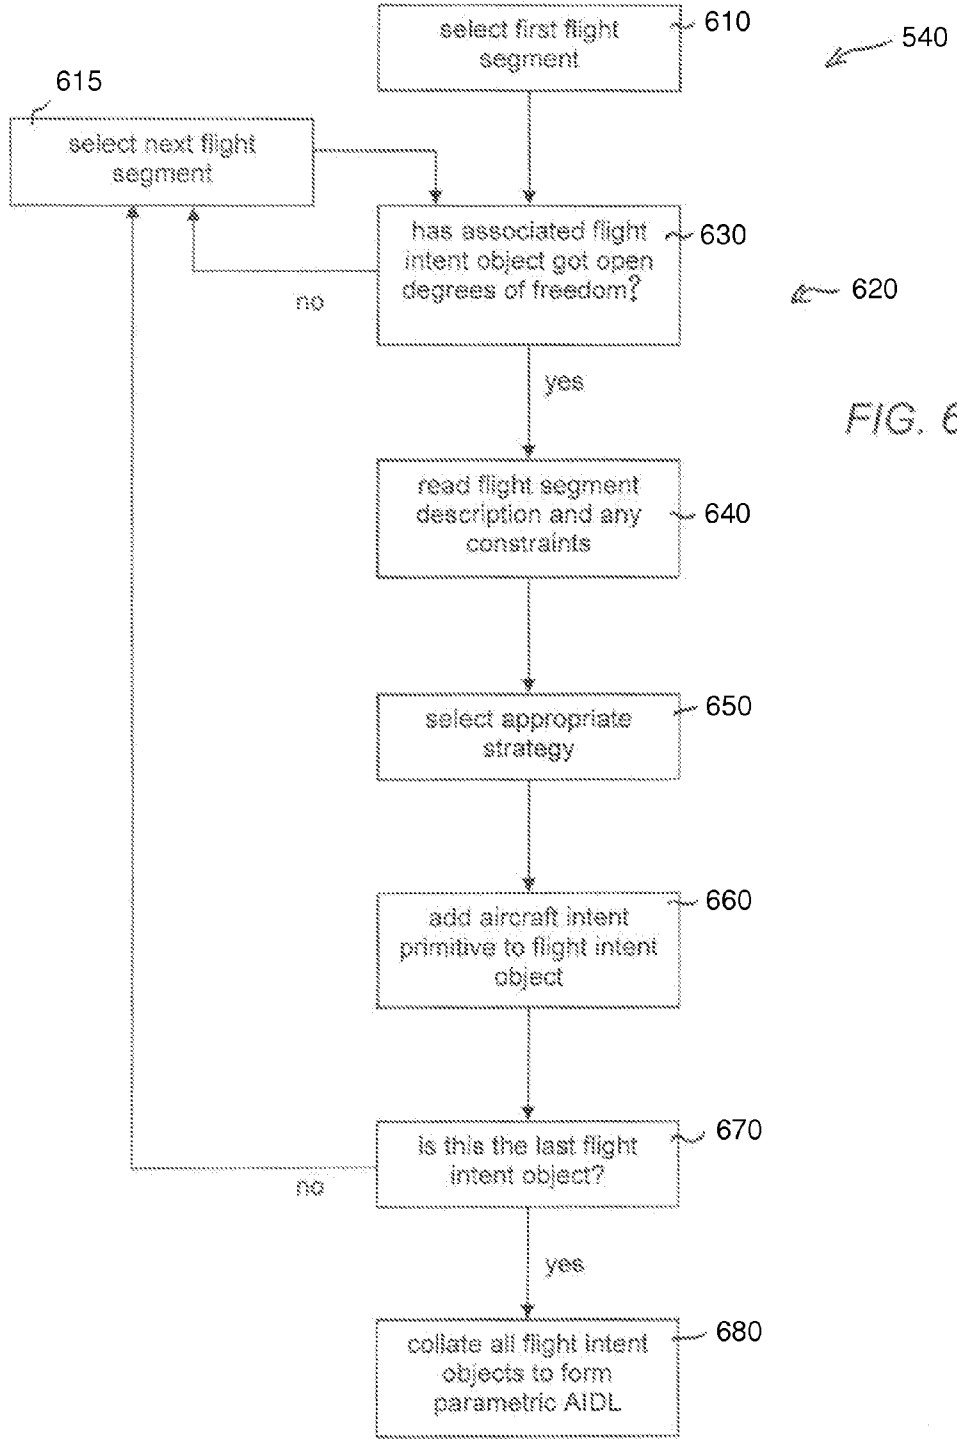 select first flight
segment
610
540
615
select next flight
segment
has associated flight
intent object got open
degrees of freedom?
630
620
no
yes
FIG. 6
read flight segment
description and any
constraints
640
select appropriate
strategy
650
add aircraft intent
primitive to flight intent
object
660
is this the last flight
intent object?
670
no
yes
collate all flight intent
objects to form
parametric AIDL
680